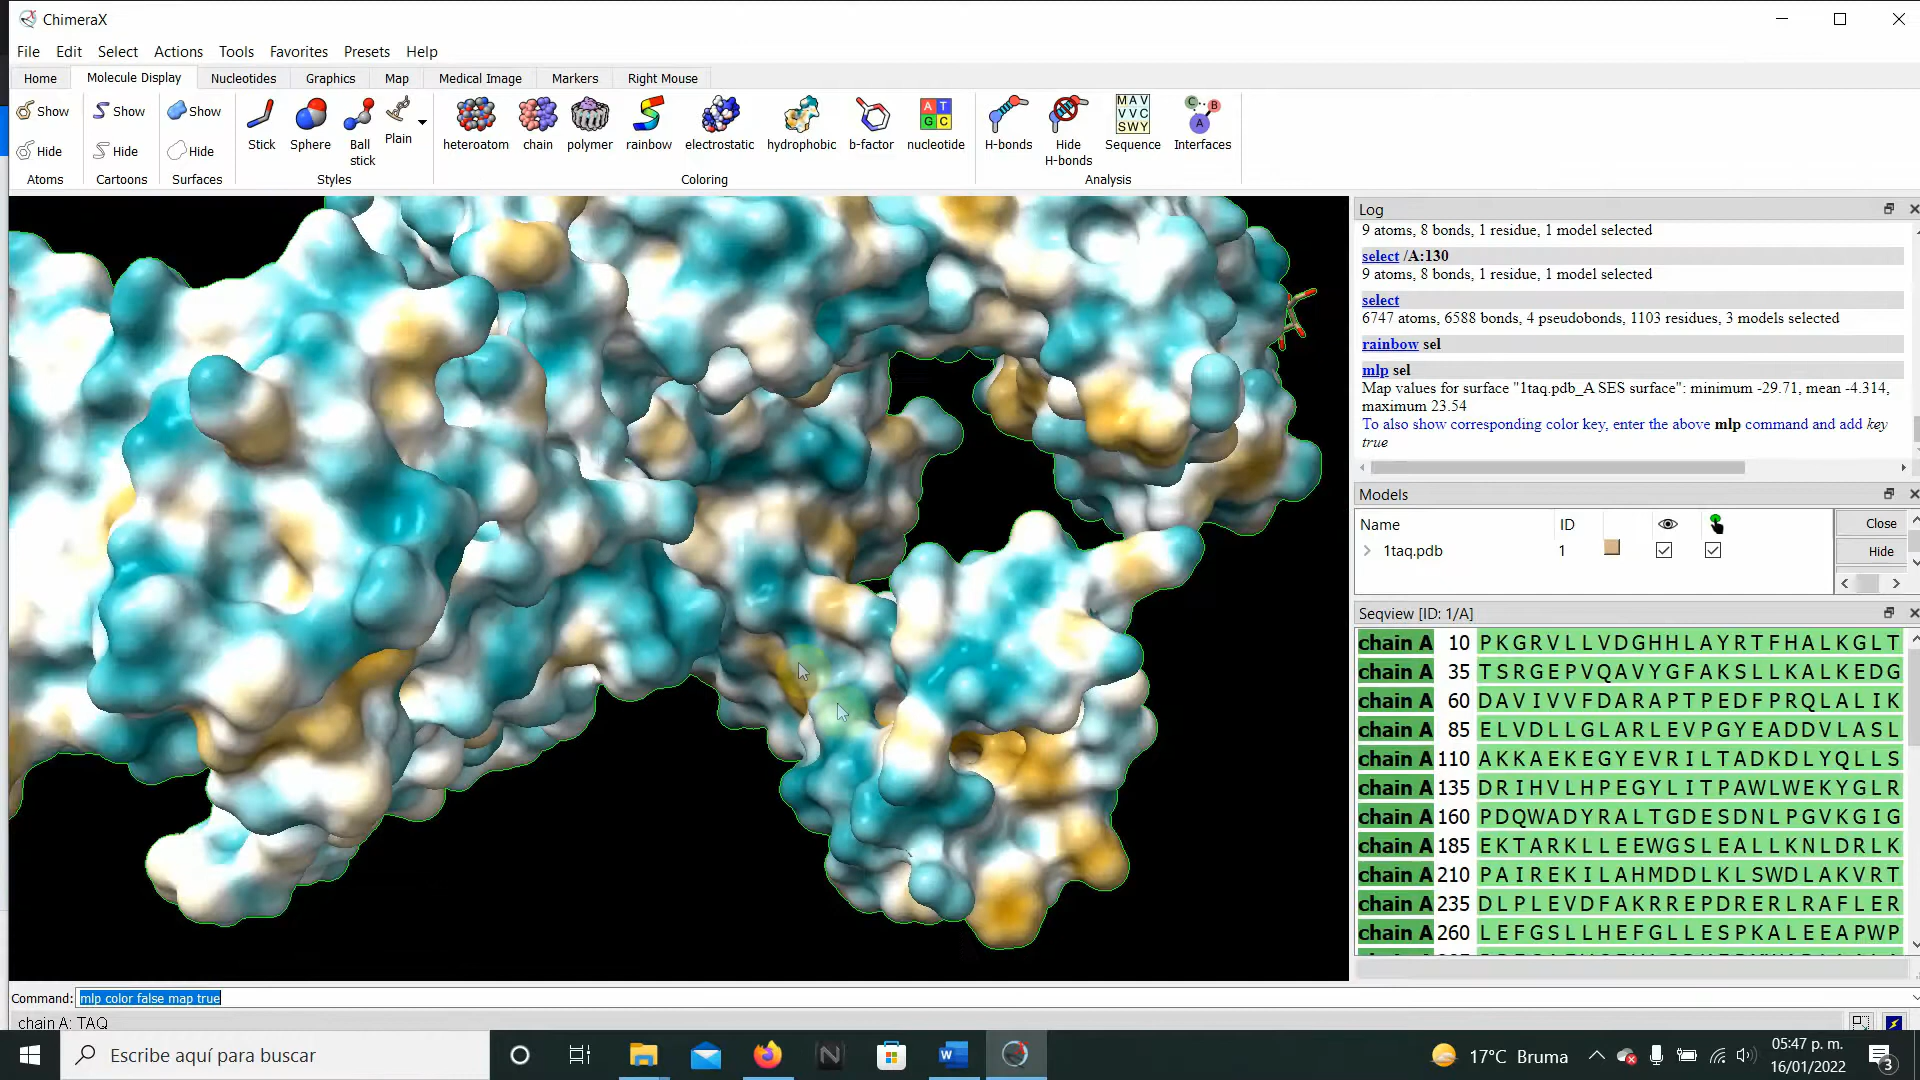 ChimeraX
File Edit Select Actions Tools Favorites Presets Help
Home Molecule Display Nucleotides Graphics Map Medical Image Markers Right Mouse
Show Show Show
Hide Hide Hide
Atoms Cartoons Surfaces
Stick Sphere Ball stick Plain
Styles
heteroatom chain polymer rainbow electrostatic hydrophobic b-factor nucleotide
Coloring
A T
G C
H-bonds Hide H-bonds Sequence Interfaces
MAV
VVC
SWY
C B
A
Analysis
Log
9 atoms, 8 bonds, 1 residue, 1 model selected
select /A:130
9 atoms, 8 bonds, 1 residue, 1 model selected
select
6747 atoms, 6588 bonds, 4 pseudobonds, 1103 residues, 3 models selected
rainbow sel
mlp sel
Map values for surface "1taq.pdb_A SES surface": minimum -29.71, mean -4.314,
maximum 23.54
To also show corresponding color key, enter the above mlp command and add key
true
Models
Name ID
Close
1taq.pdb 1
Hide
Seqview [ID: 1/A]
chain A 10 PKGRVLLVDGHHLAYRTFHALKGLT
chain A 35 TSRGEPVQAVYGFAKSLLKALKEDG
chain A 60 DAVIVVFDARAPTPEDFPRQLALIK
chain A 85 ELVDLLGLARLEVPGYEADDVLASL
chain A 110 AKKAEKEGYEVRILTADKDLYQLLS
chain A 135 DRIHVLHPEGYLITPAWLWEKYGLR
chain A 160 PDQWADYRALTGDESDNLPGVKGIG
chain A 185 EKTARKLLEEWGSLEALLKNLDRLK
chain A 210 PAIREKILAHMDDLKLSWDLAKVRT
chain A 235 DLPLEVDFAKRREPDRERLRAFLER
chain A 260 LEFGSLLHEFGLLESPKALEEAPWP
Command: mlp color false map true
chain A: TAQ
Escribe aquí para buscar
17°C Bruma
05:47 p. m.
16/01/2022
3